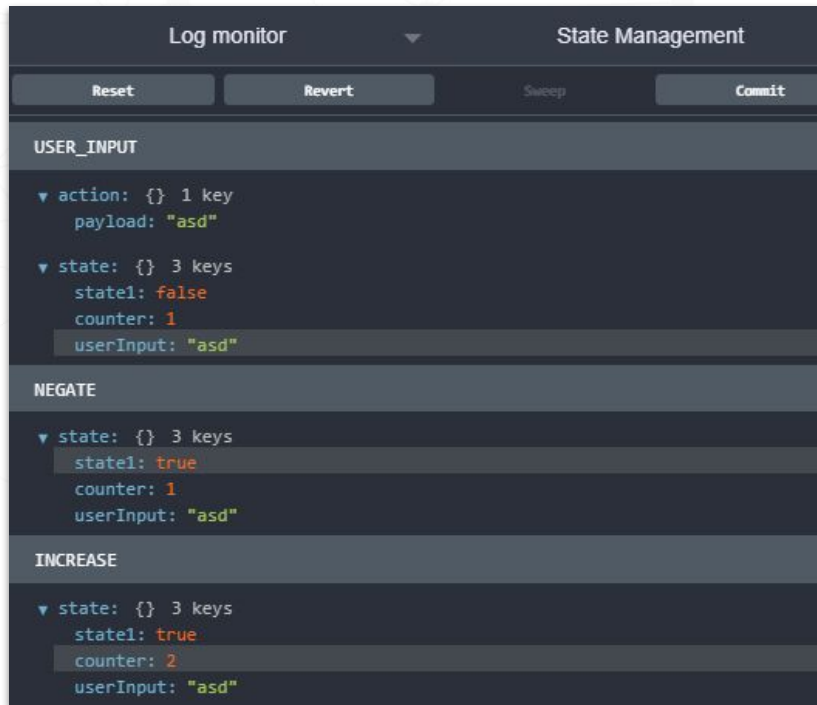 Log monitor State Management
Reset Revert Sweep Commit
USER_INPUT
▼ action: {} 1 key
payload: "asd"
▼ state: {} 3 keys
state1: false
counter: 1
userInput: "asd"
NEGATE
▼ state: {} 3 keys
state1: true
counter: 1
userInput: "asd"
INCREASE
▼ state: {} 3 keys
state1: true
counter: 2
userInput: "asd"